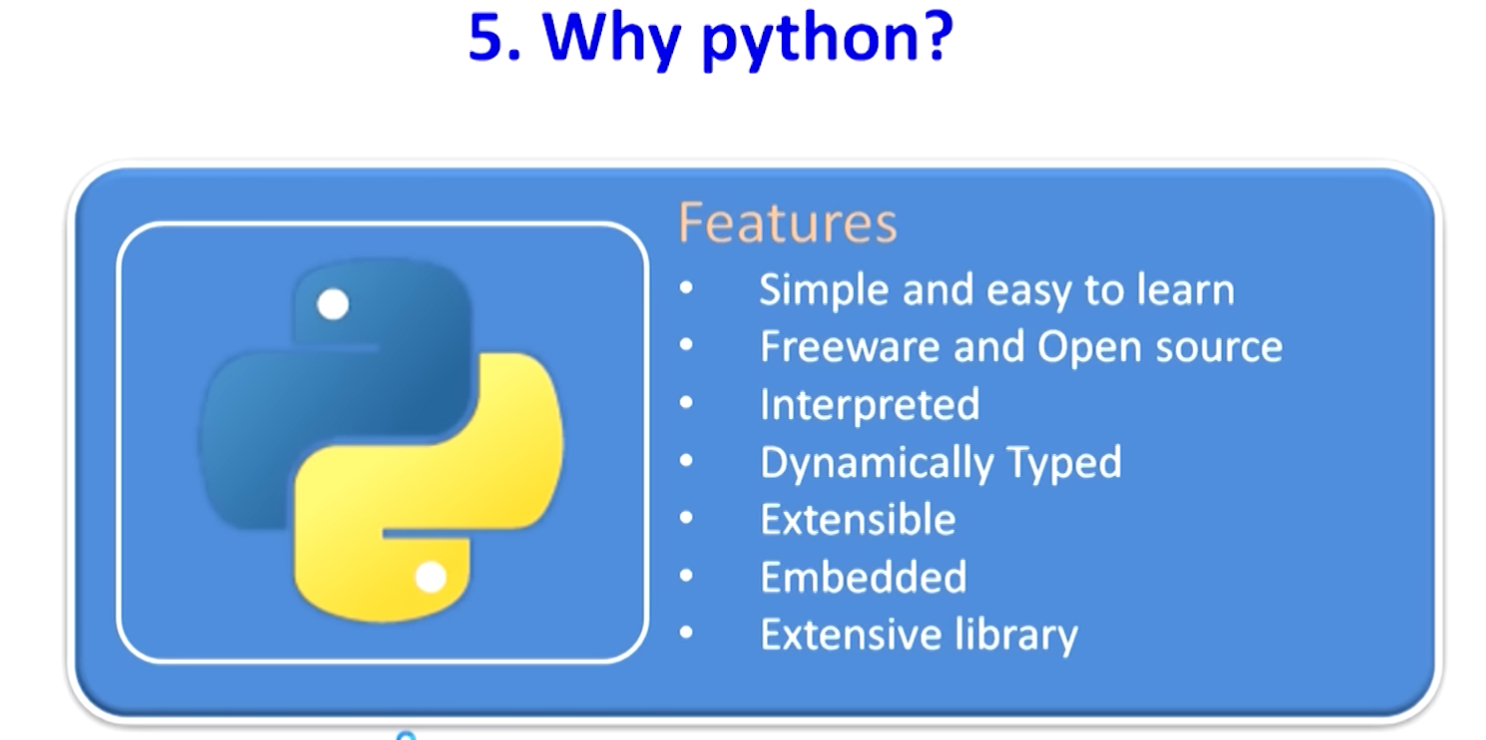 5. Why python?
Features
• Simple and easy to learn
• Freeware and Open source
• Interpreted
• Dynamically Typed
• Extensible
• Embedded
• Extensive library